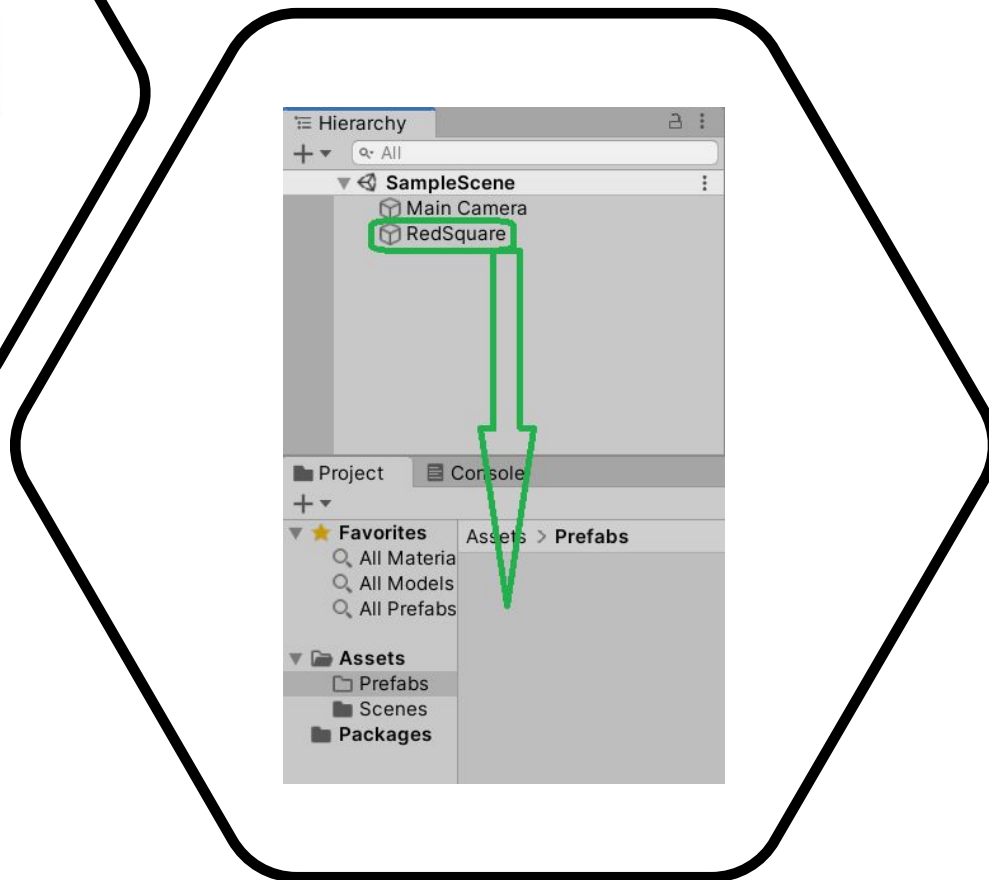 Hierarchy
All
SampleScene
Main Camera
RedSquare
Project Console
Favorites
Assets > Prefabs
All Materia
All Models
All Prefabs
Assets
Prefabs
Scenes
Packages